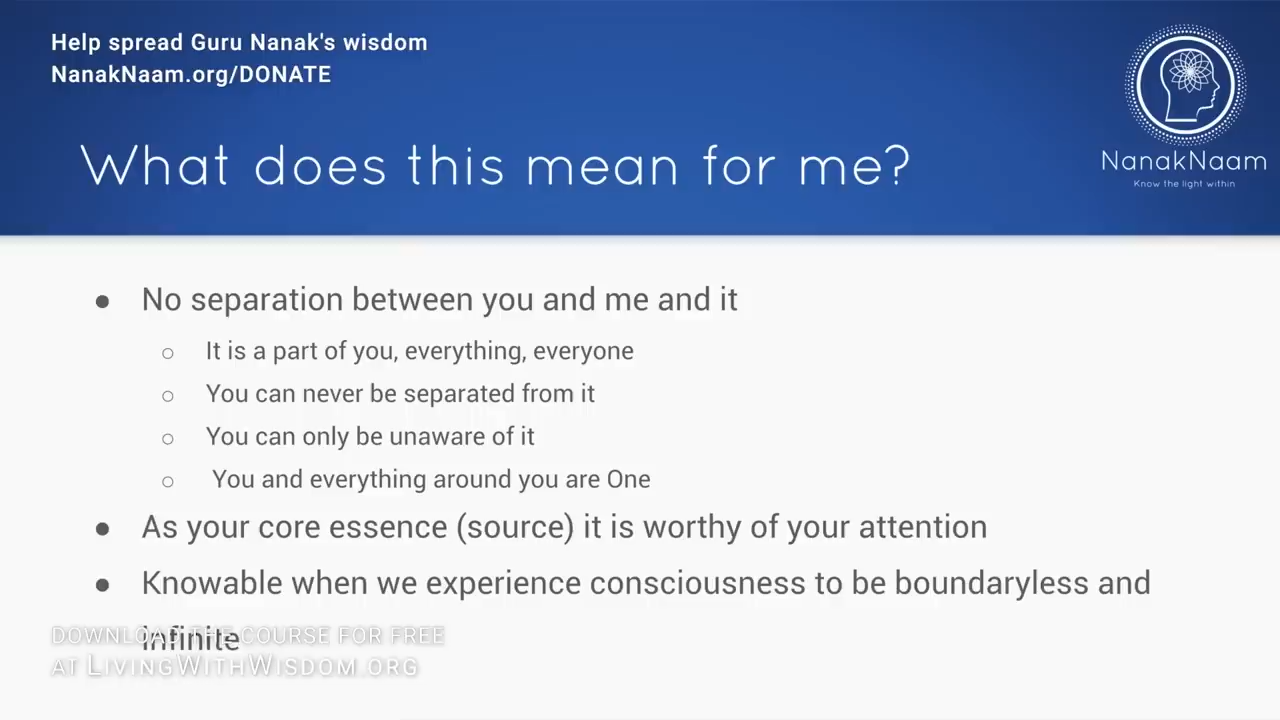 Help spread Guru Nanak's wisdom
NanakNaam.org/DONATE
NanakNaam
Know the light within
What does this mean for me?
● No separation between you and me and it
○ It is a part of you, everything, everyone
○ You can never be separated from it
○ You can only be unaware of it
○ You and everything around you are One
● As your core essence (source) it is worthy of your attention
● Knowable when we experience consciousness to be boundaryless and
infinite
DOWNLOAD THE COURSE FOR FREE
AT LIVINGWITHWISDOM.ORG